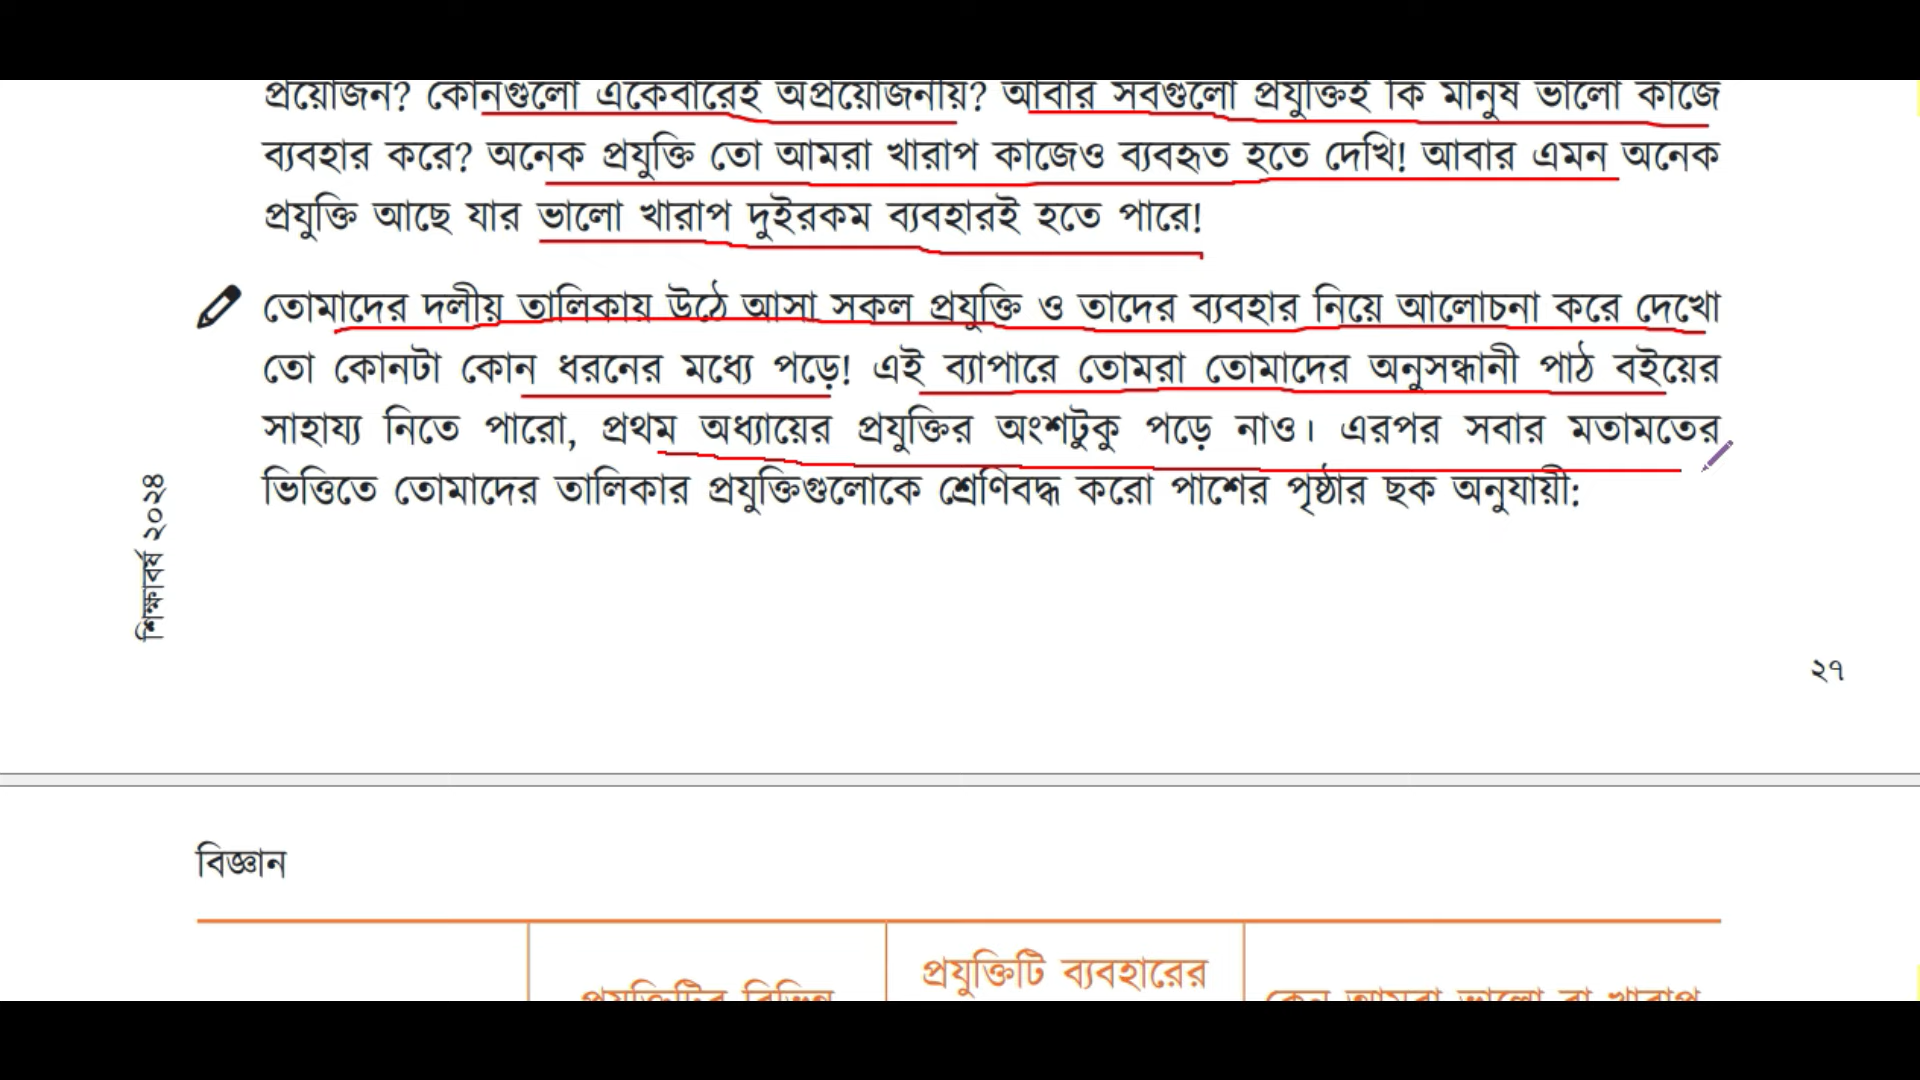 প্রয়োজন? কোনগুলো একেবারেই অপ্রয়োজনীয়? আবার সবগুলো প্রযুক্তিই কি মানুষ ভালো কাজে
ব্যবহার করে? অনেক প্রযুক্তি তো আমরা খারাপ কাজেও ব্যবহৃত হতে দেখি! আবার এমন অনেক
প্রযুক্তি আছে যার ভালো খারাপ দুইরকম ব্যবহারই হতে পারে!
তোমাদের দলীয় তালিকায় উঠে আসা সকল প্রযুক্তি ও তাদের ব্যবহার নিয়ে আলোচনা করে দেখো
তো কোনটা কোন ধরনের মধ্যে পড়ে! এই ব্যাপারে তোমরা তোমাদের অনুসন্ধানী পাঠ বইয়ের
সাহায্য নিতে পারো, প্রথম অধ্যায়ের প্রযুক্তির অংশটুকু পড়ে নাও। এরপর সবার মতামতের
ভিত্তিতে তোমাদের তালিকার প্রযুক্তিগুলোকে শ্রেণিবদ্ধ করো পাশের পৃষ্ঠার ছক অনুযায়ী:
শিক্ষাবর্ষ ২০২৪
২৭
বিজ্ঞান
প্রযুক্তিটি ব্যবহারের
প্রযুক্তিটির বিভিন্ন
কেন আমরা ভালো বা খারাপ